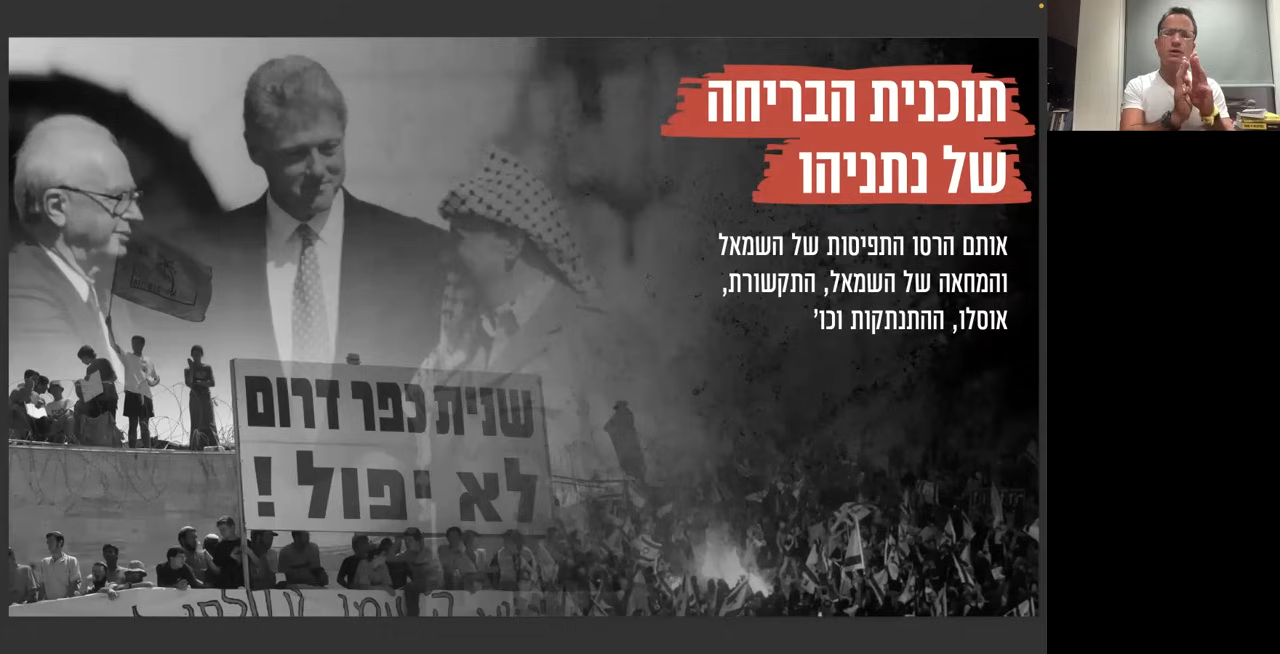 תוכנית הבריחה
של נתניהו
אותם הרסו התפיסות של השמאל
והמחאה של השמאל, התקשורת,
אוסלו, ההתנתקות וכו'
שנית כפר דרום
לא יפול!